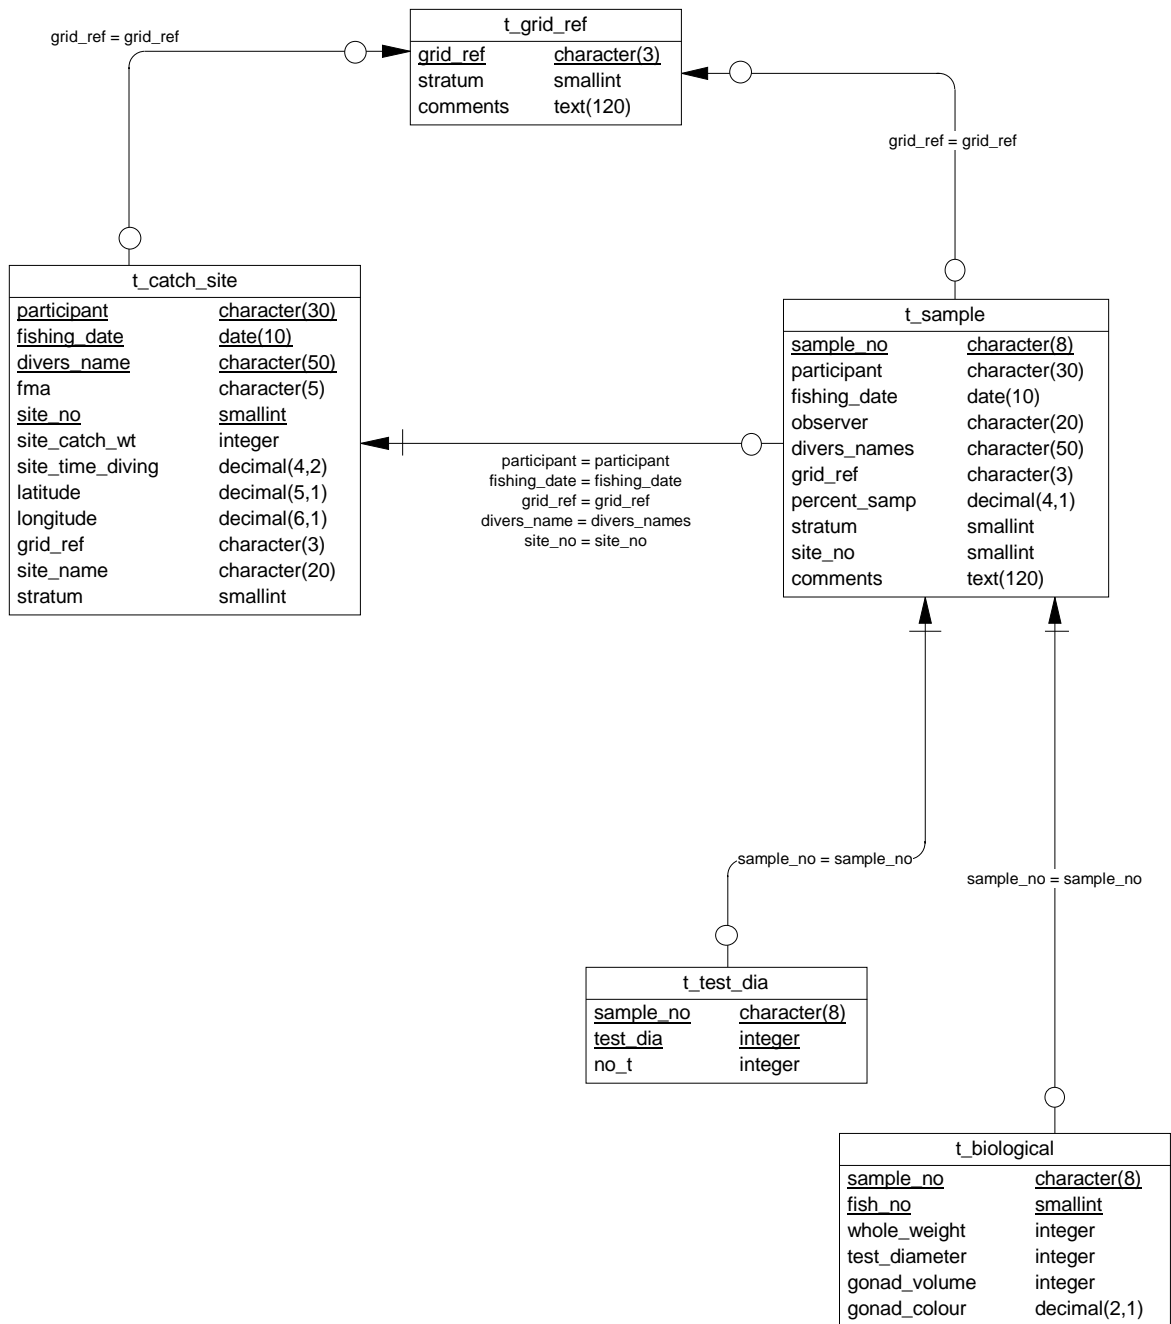 t_grid_ref
grid_ref character(3)
stratum smallint
comments text(120)
grid_ref = grid_ref
grid_ref = grid_ref
t_catch_site
participant character(30)
fishing_date date(10)
divers_name character(50)
fma character(5)
site_no smallint
site_catch_wt integer
site_time_diving decimal(4,2)
latitude decimal(5,1)
longitude decimal(6,1)
grid_ref character(3)
site_name character(20)
stratum smallint
participant = participant
fishing_date = fishing_date
grid_ref = grid_ref
divers_name = divers_names
site_no = site_no
t_sample
sample_no character(8)
participant character(30)
fishing_date date(10)
observer character(20)
divers_names character(50)
grid_ref character(3)
percent_samp decimal(4,1)
stratum smallint
site_no smallint
comments text(120)
sample_no = sample_no
sample_no = sample_no
t_test_dia
sample_no character(8)
test_dia integer
no_t integer
t_biological
sample_no character(8)
fish_no smallint
whole_weight integer
test_diameter integer
gonad_volume integer
gonad_colour decimal(2,1)